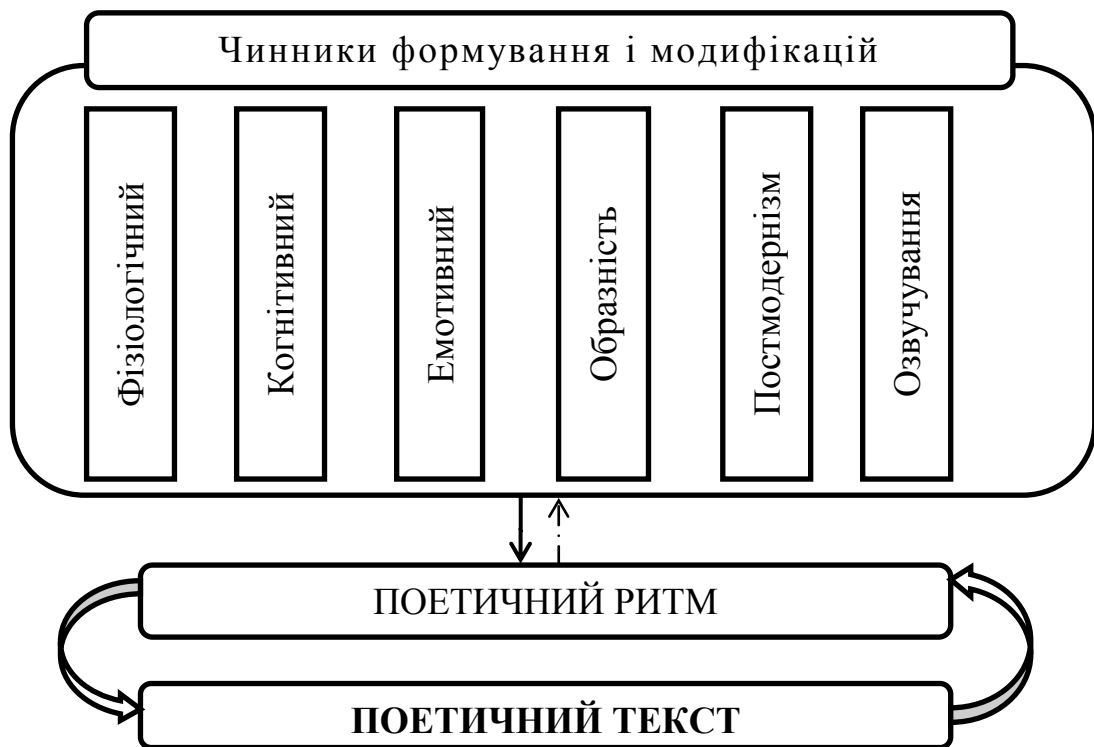 Чинники формування і модифікацій
Фізіологічний
Когнітивний
Емотивний
Образність
Постмодернізм
Озвучування
ПОЕТИЧНИЙ РИТМ
ПОЕТИЧНИЙ ТЕКСТ